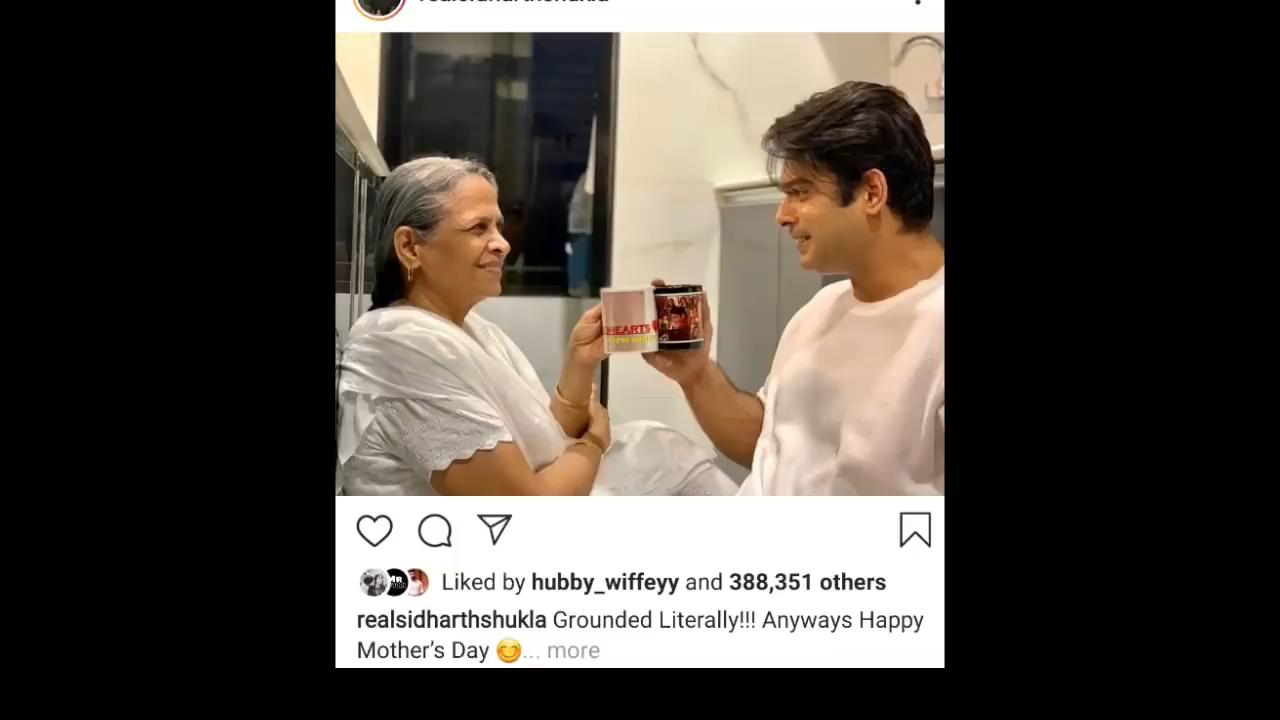 HEARTS
Liked by hubby_wiffeyy and 388,351 others
realsidharthshukla Grounded Literally!!! Anyways Happy
Mother's Day 😊... more